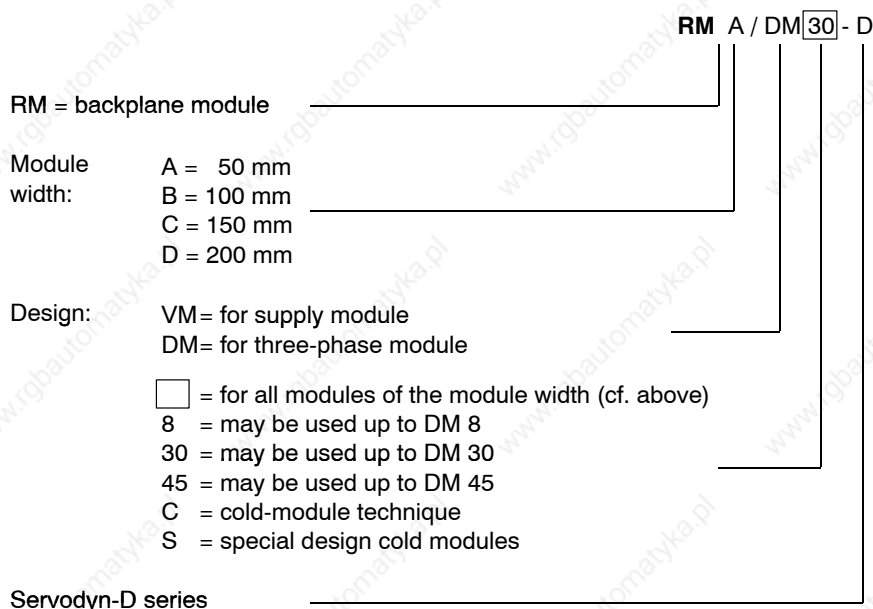 RM A / DM 30 - D
RM = backplane module
Module width:
A = 50 mm
B = 100 mm
C = 150 mm
D = 200 mm
Design:
VM= for supply module
DM= for three-phase module
= for all modules of the module width (cf. above)
8 = may be used up to DM 8
30 = may be used up to DM 30
45 = may be used up to DM 45
C = cold-module technique
S = special design cold modules
Servodyn-D series
www.rgbautomatyka.pl